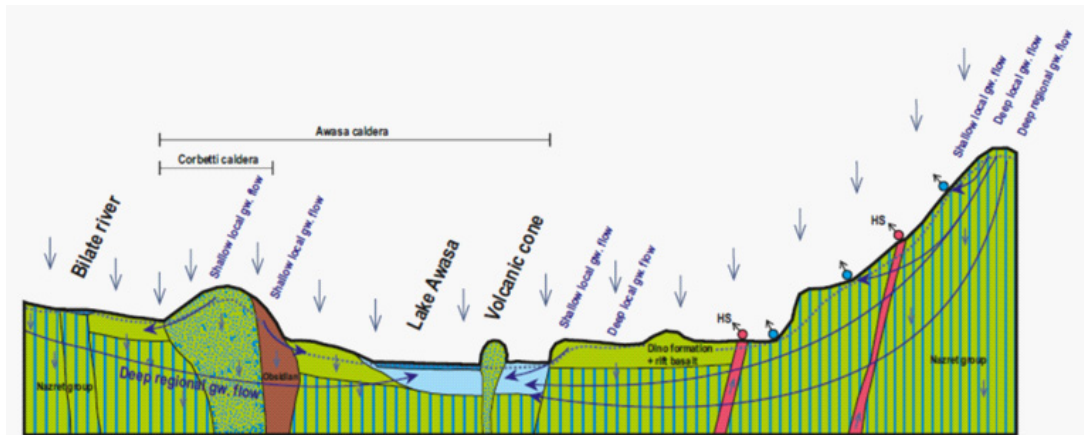 Shallow local gw. flow
Deep local gw. flow
Deep regional gw. flow
Awasa caldera
Corbetti caldera
Bilate river
Shallow local gw. flow
Shallow local gw. flow
Lake Awasa
Volcanic cone
Shallow local gw. flow
Deep local gw. flow
HS
HS
Dino formation
+ rift basalt
Nazret group
Deep regional gw. flow
Obsidian
Nazret group